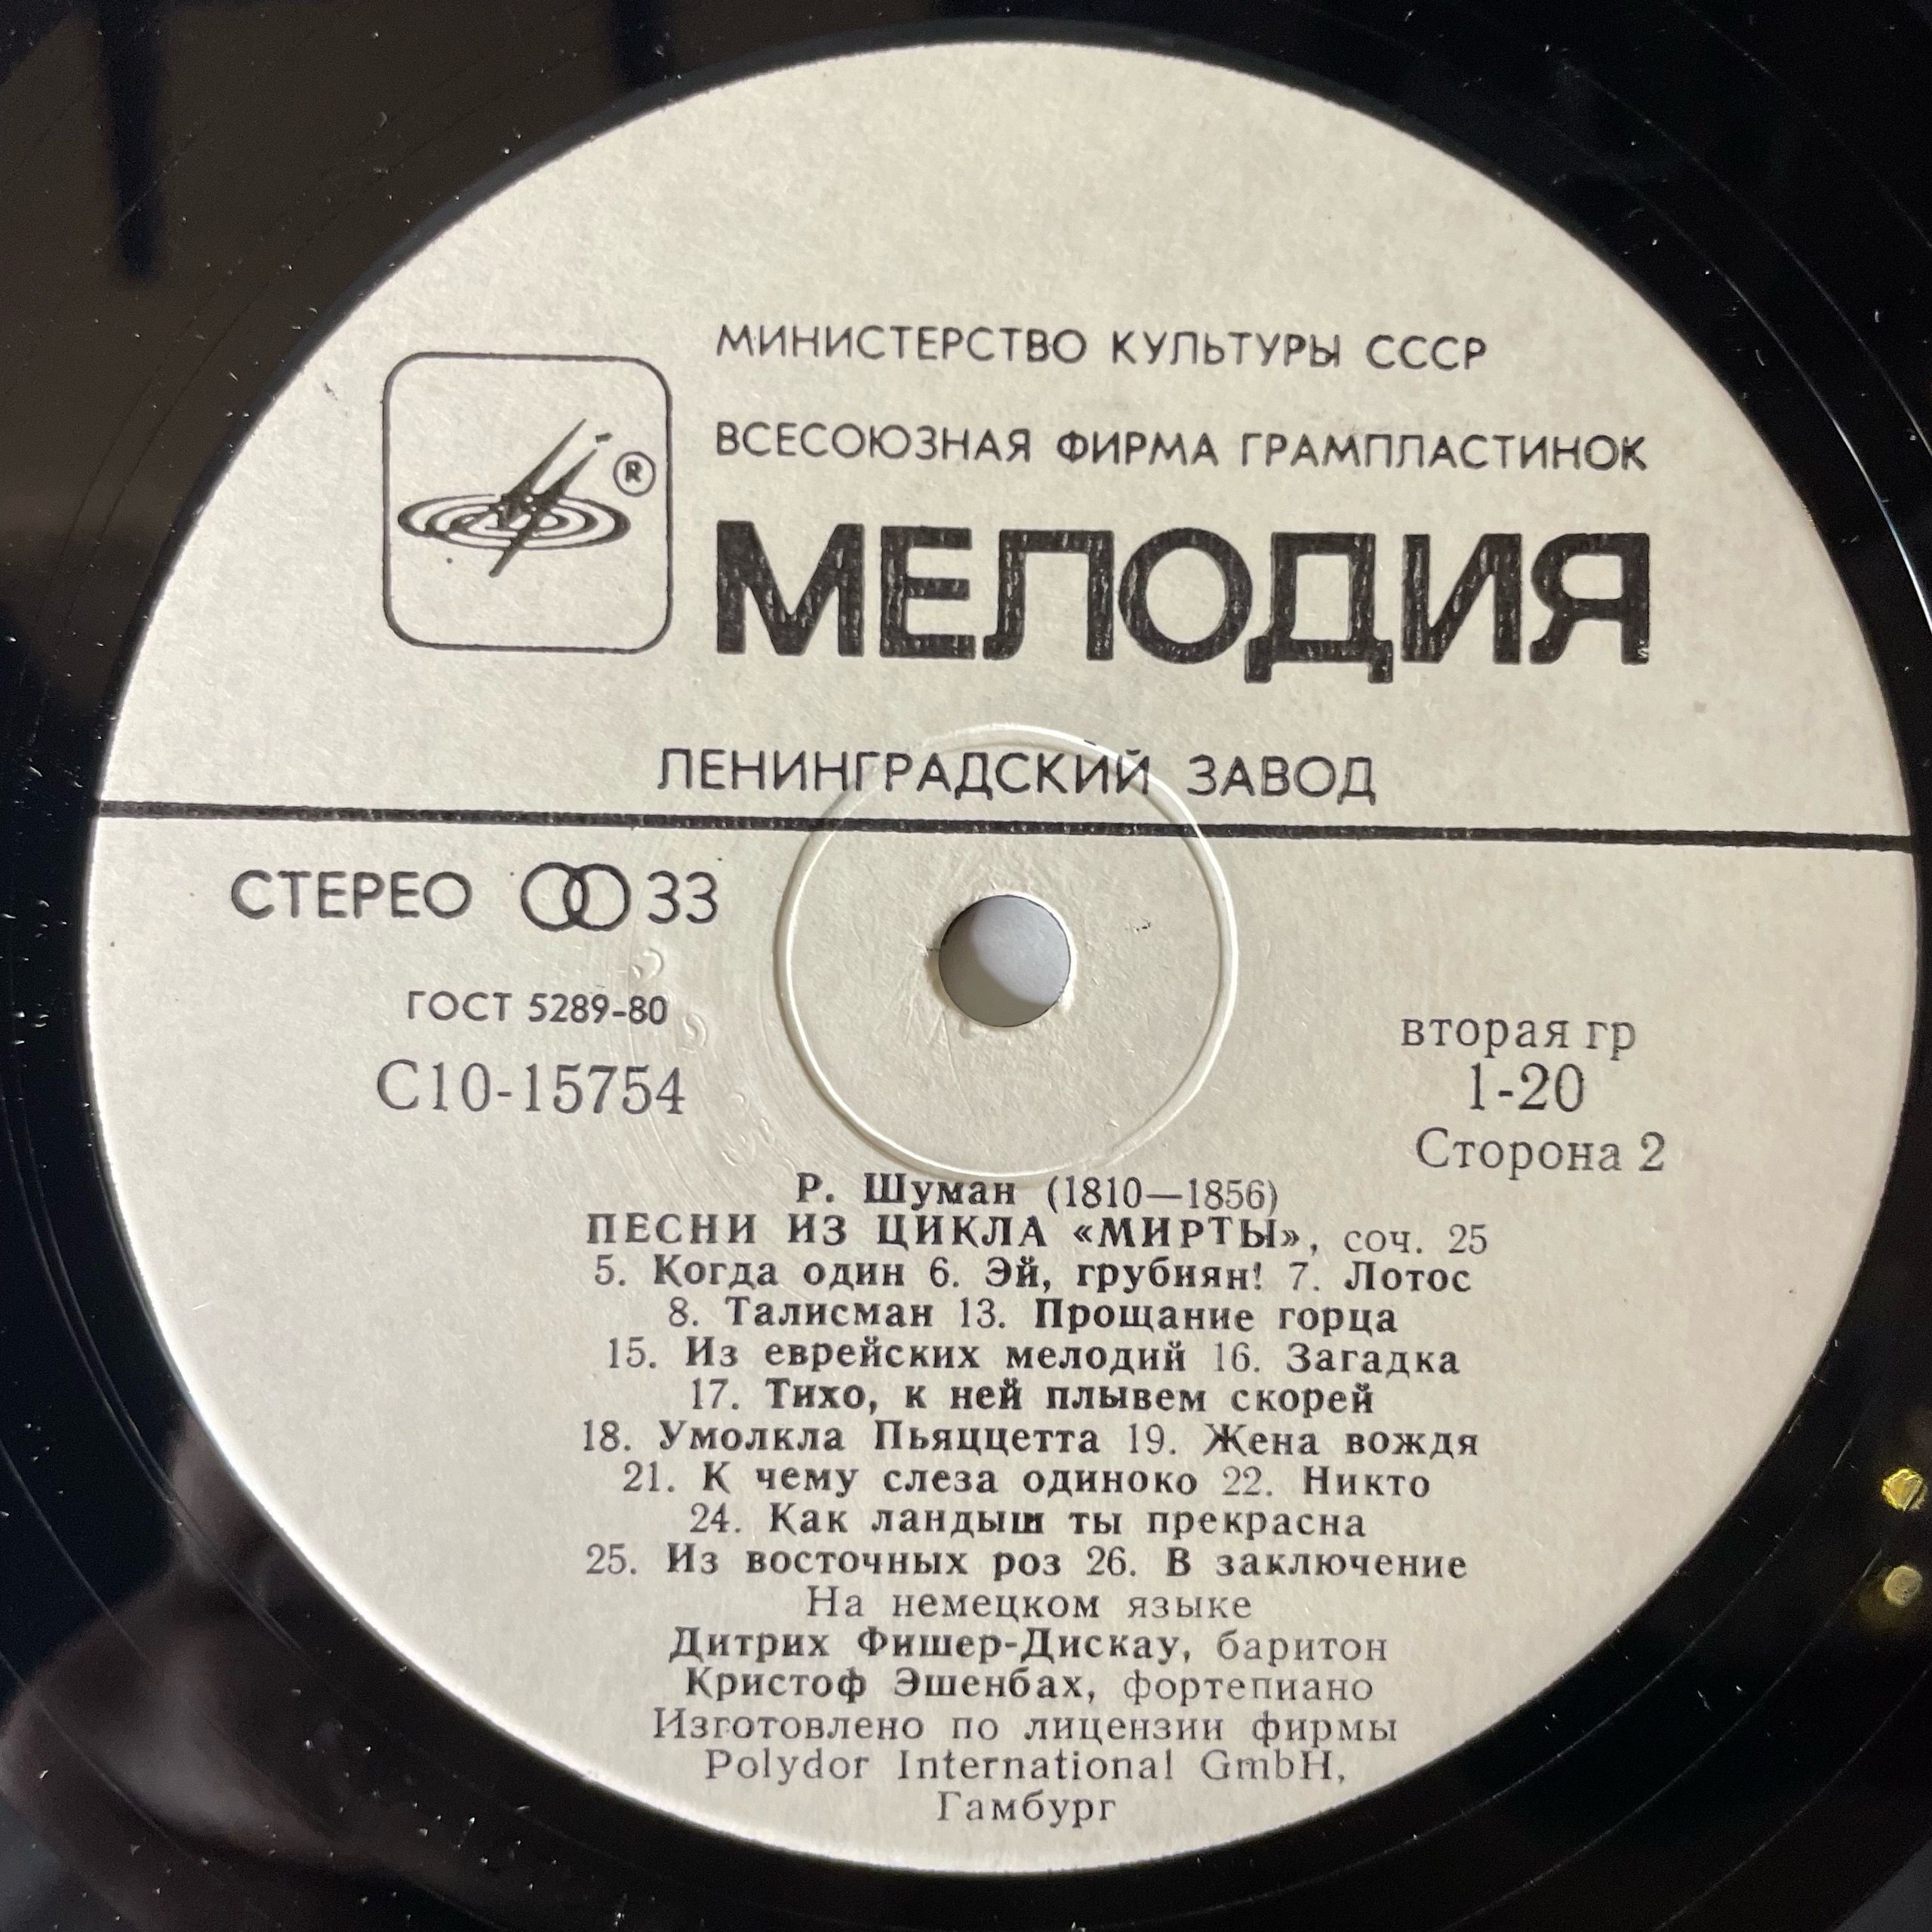 МИНИСТЕРСТВО КУЛЬТУРЫ СССР
ВСЕСОЮЗНАЯ ФИРМА ГРАМПЛАСТИНОК
®
МЕЛОДИЯ
ЛЕНИНГРАДСКИЙ ЗАВОД
СТЕРЕО 33
ГОСТ 5289-80
С10-15754
вторая гр
1-20
Сторона 2
Р. Шуман (1810—1856)
ПЕСНИ ИЗ ЦИКЛА «МИРТЫ», соч. 25
5. Когда один 6. Эй, грубиян! 7. Лотос
8. Талисман 13. Прощание горца
15. Из еврейских мелодий 16. Загадка
17. Тихо, к ней плывем скорей
18. Умолкла Пьяццетта 19. Жена вождя
21. К чему слеза одиноко 22. Никто
24. Как ландыш ты прекрасна
25. Из восточных роз 26. В заключение
На немецком языке
Дитрих Фишер-Дискау, баритон
Кристоф Эшенбах, фортепиано
Изготовлено по лицензии фирмы
Polydor International GmbH,
Гамбург